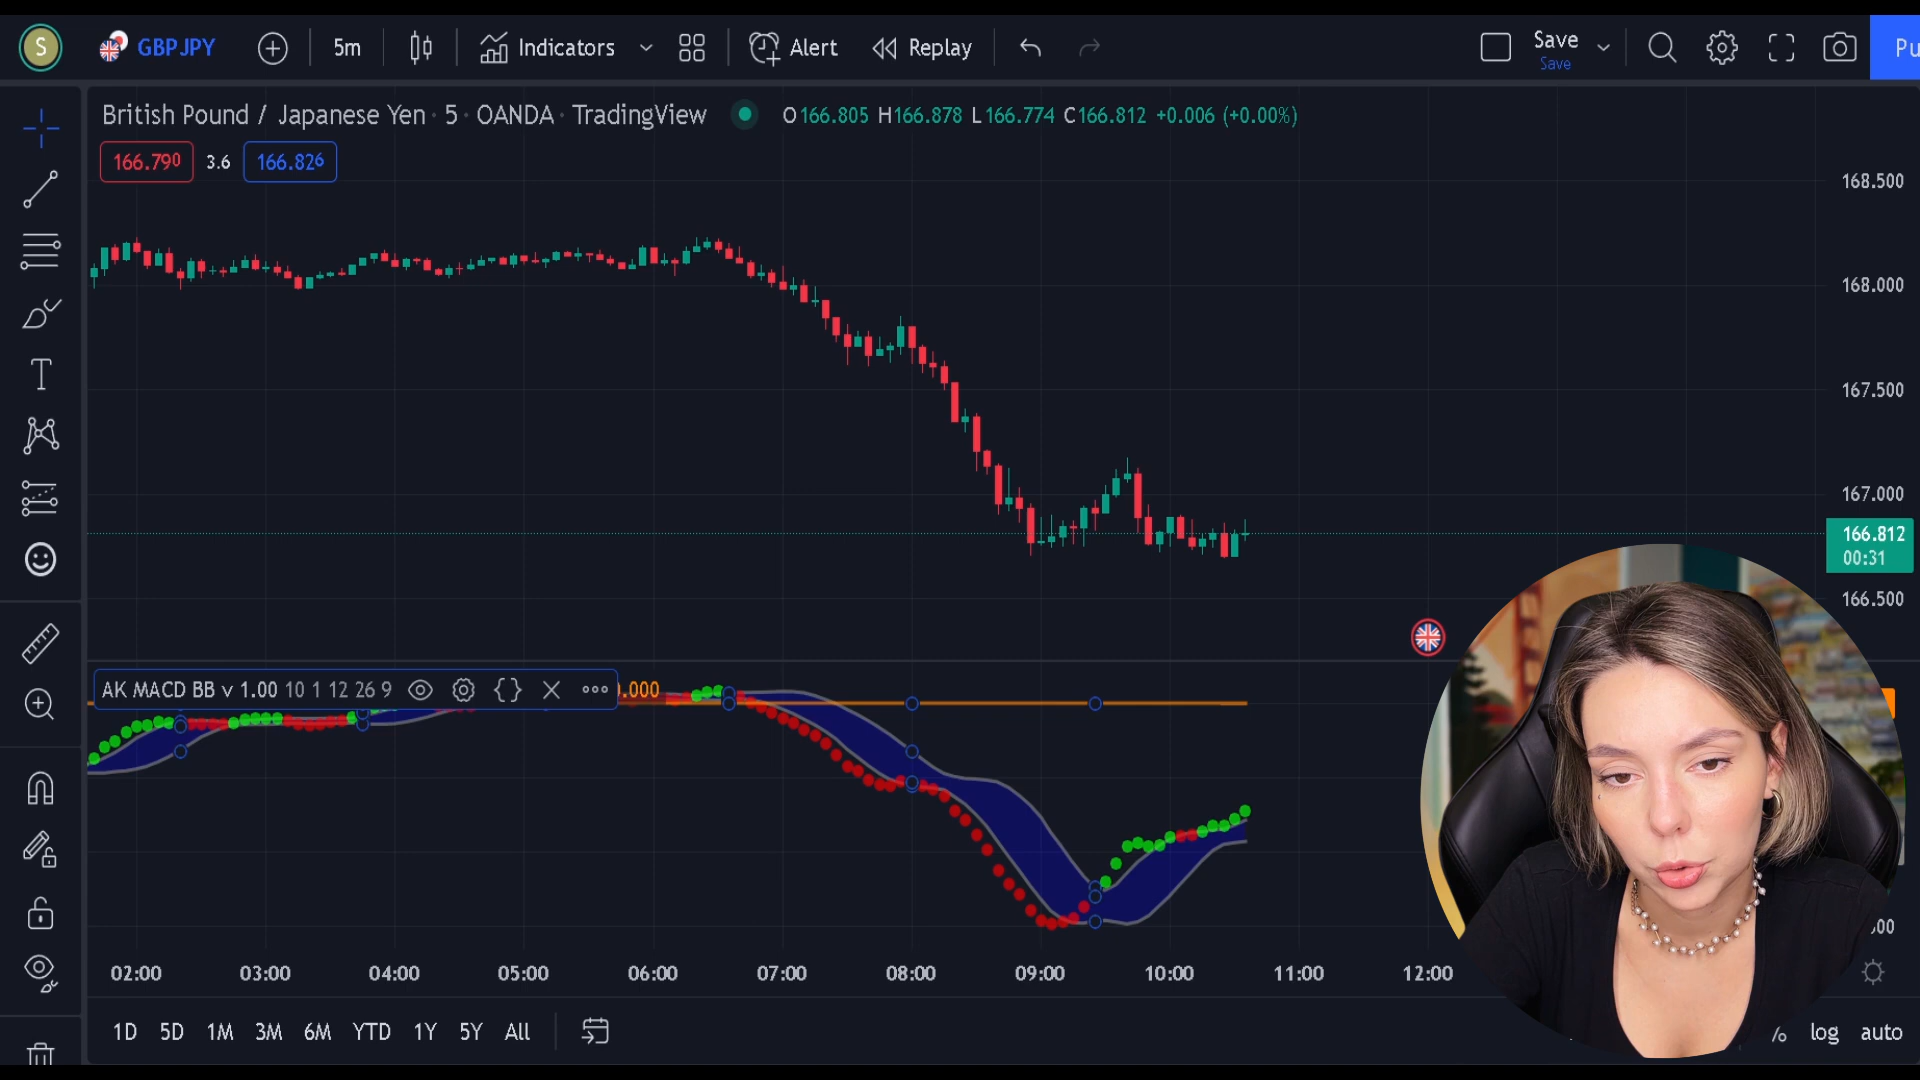 S GBPJPY 5m Indicators Alert Replay Save Pu
Save
British Pound / Japanese Yen · 5 · OANDA · TradingView O166.805 H166.878 L166.774 C166.812 +0.006 (+0.00%)
166.790 3.6 166.826
168.500
168.000
167.500
167.000
166.812
00:31
166.500
AK MACD BB v 1.00 10 1 12 26 9 0.000
02:00 03:00 04:00 05:00 06:00 07:00 08:00 09:00 10:00 11:00 12:00
1D 5D 1M 3M 6M YTD 1Y 5Y All % log auto